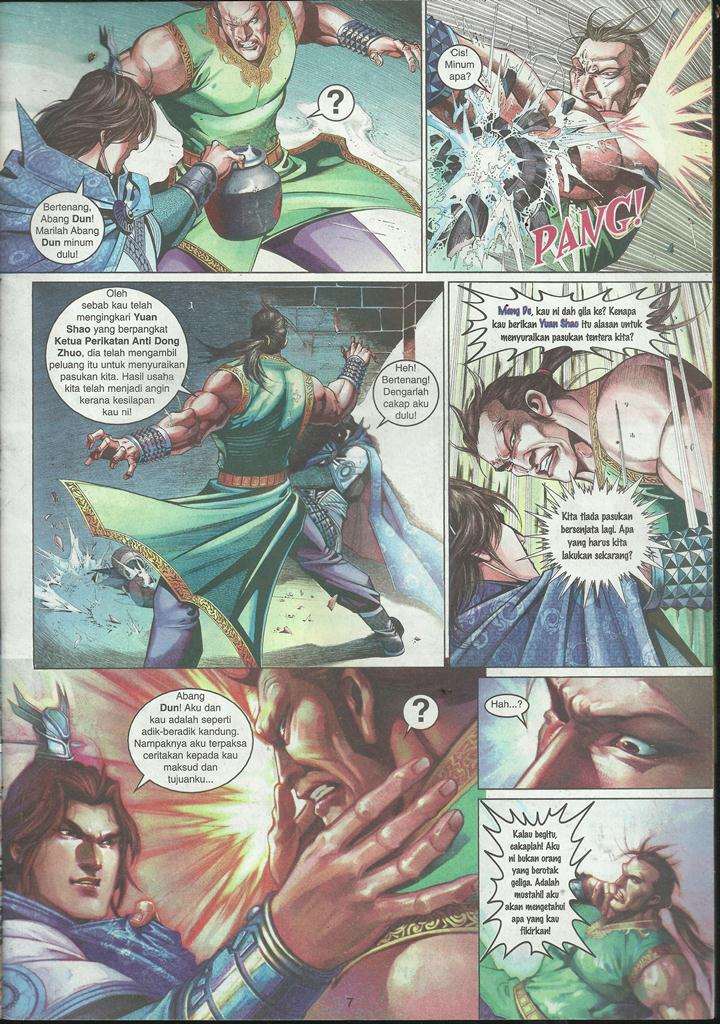 ?
Bertenang,
Abang Dun!
Marilah Abang
Dun minum
dulu!
Cis!
Minum
apa?
PANG!
Oleh
sebab kau telah
mengingkari Yuan
Shao yang berpangkat
Ketua Perikatan Anti Dong
Zhuo, dia telah mengambil
peluang itu untuk menyuraikan
pasukan kita. Hasil usaha
kita telah menjadi angin
kerana kesilapan
kau ni!
Heh!
Bertenang!
Dengarlah
cakap aku
dulu!
Meng De, kau ni dah gila ke? Kenapa
kau berikan Yuan Shao itu alasan untuk
menyuraikan pasukan tentera kita?
Kita tiada pasukan
bersenjata lagi. Apa
yang harus kita
lakukan sekarang?
Abang
Dun! Aku dan
kau adalah seperti
adik-beradik kandung.
Nampaknya aku terpaksa
ceritakan kepada kau
maksud dan
tujuanku...
?
Hah...?
Kalau begitu,
cakaplah! Aku
ni bukan orang
yang berotak
geliga. Adalah
mustahil aku
akan mengetahui
apa yang kau
fikirkan!
7